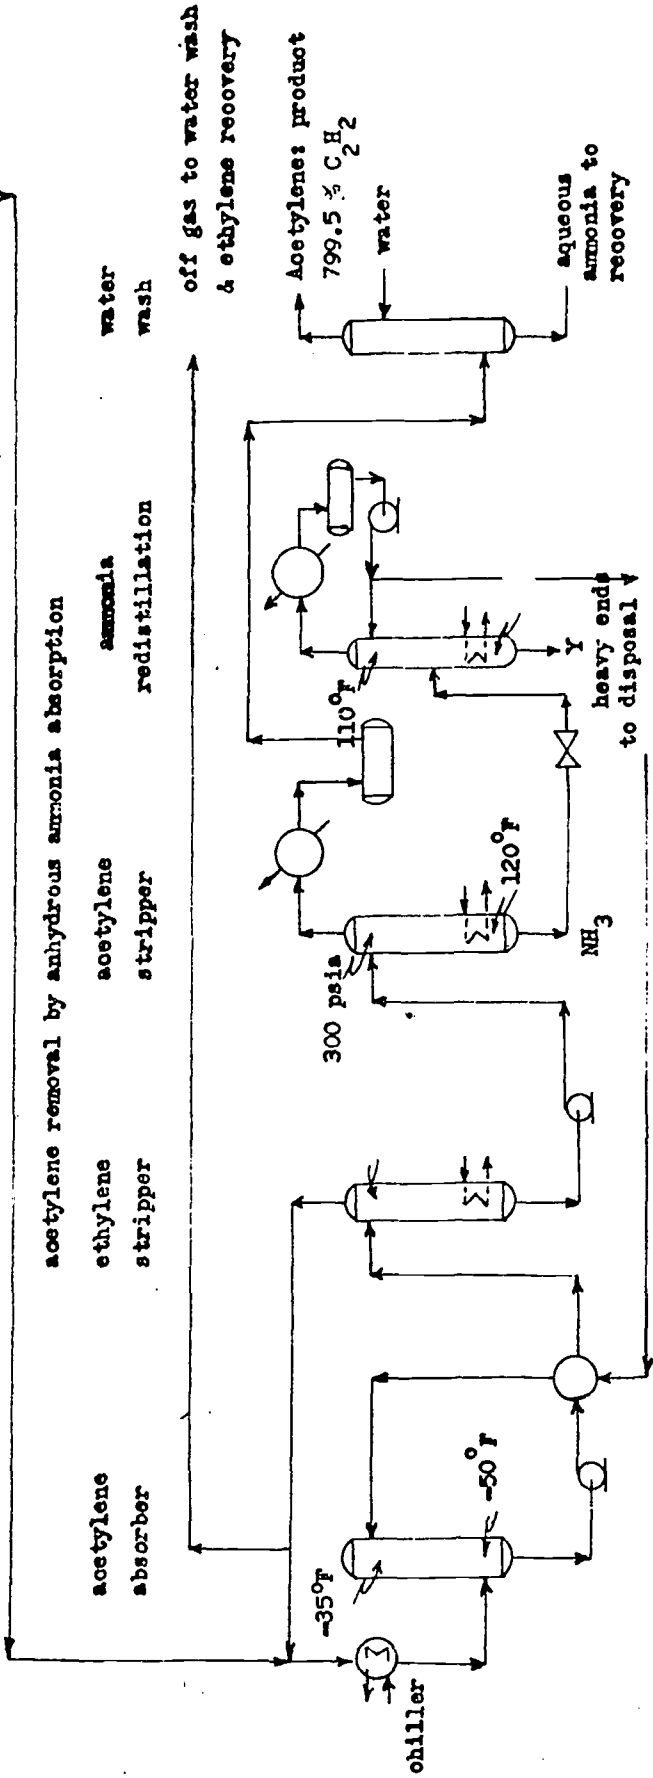 acetylene removal by anhydrous ammonia absorption
acetylene
absorber
ethylene
stripper
acetylene
stripper
ammonia
redistillation
water
wash
off gas to water wash
& ethylene recovery
Acetylene: product
799.5 % C2H2
water
aqueous
ammonia to
recovery
110°F
300 psia
120°F
NH3
Y
heavy ends
to disposal
-35°F
-50°F
chiller